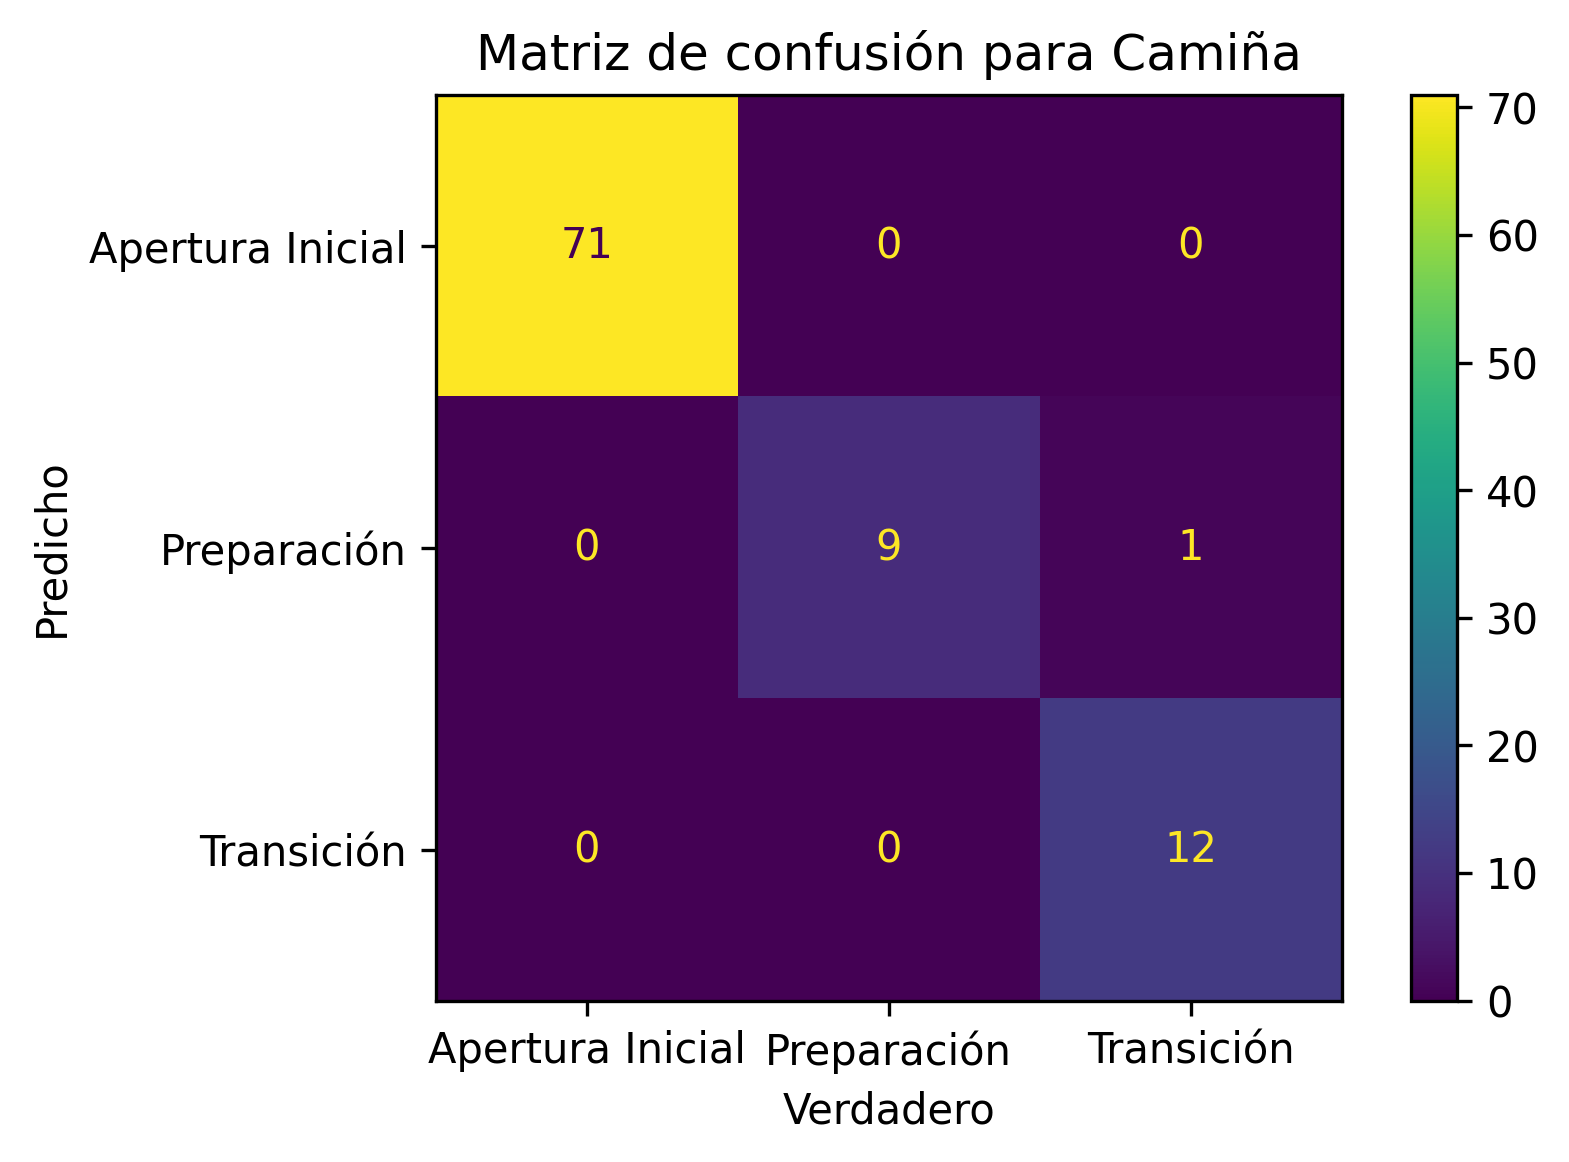 Matriz de confusión para Camiña
Predicho
Apertura Inicial
71 0 0
Preparación
0 9 1
Transición
0 0 12
Apertura Inicial Preparación Transición
Verdadero
70
60
50
40
30
20
10
0